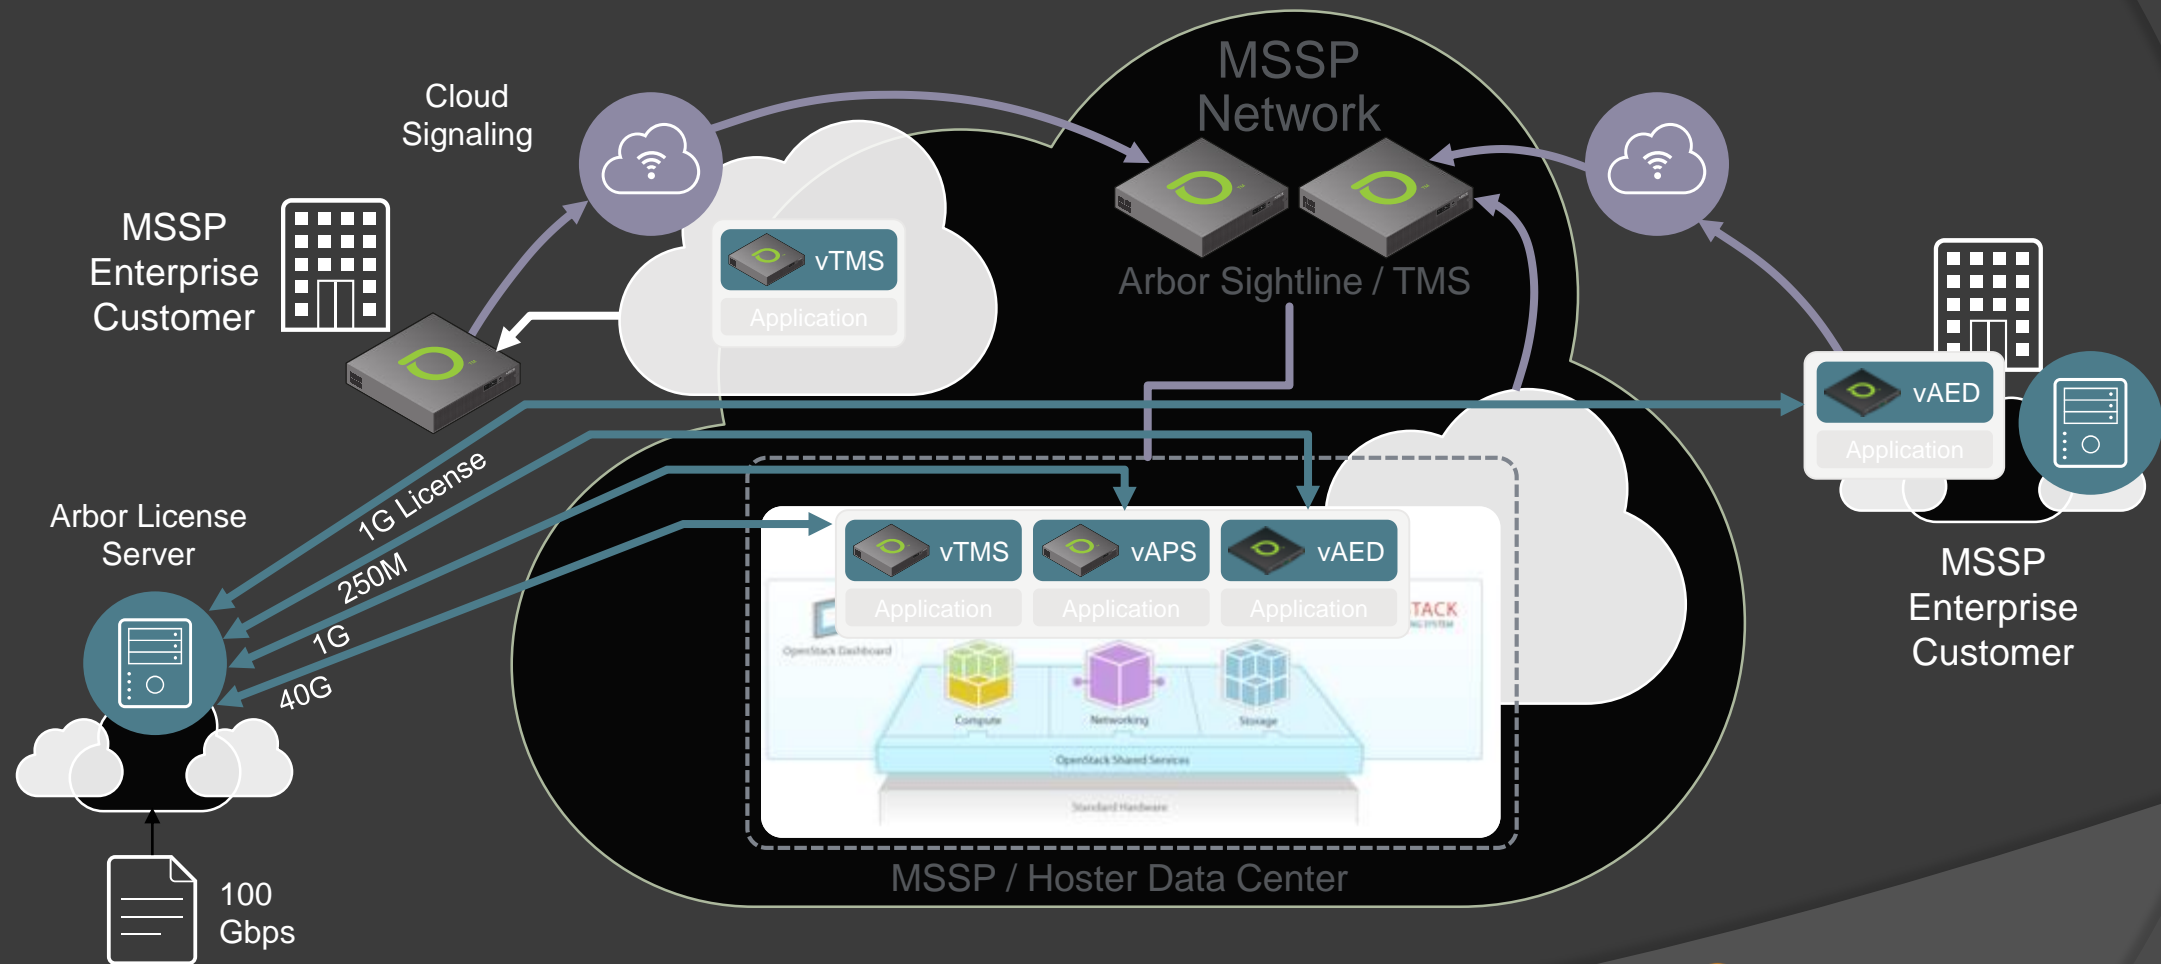 MSSP
Network
Cloud
Signaling
MSSP
Enterprise
Customer
vTMS
Application
Arbor Sightline / TMS
vAED
Application
MSSP
Enterprise
Customer
Arbor License
Server
1G License
250M
1G
40G
100
Gbps
vTMS
vAPS
vAED
Application
Application
Application
TACK
OpenStack Dashboard
Compute
Networking
Storage
OpenStack Shared Services
Standard Hardware
MSSP / Hoster Data Center